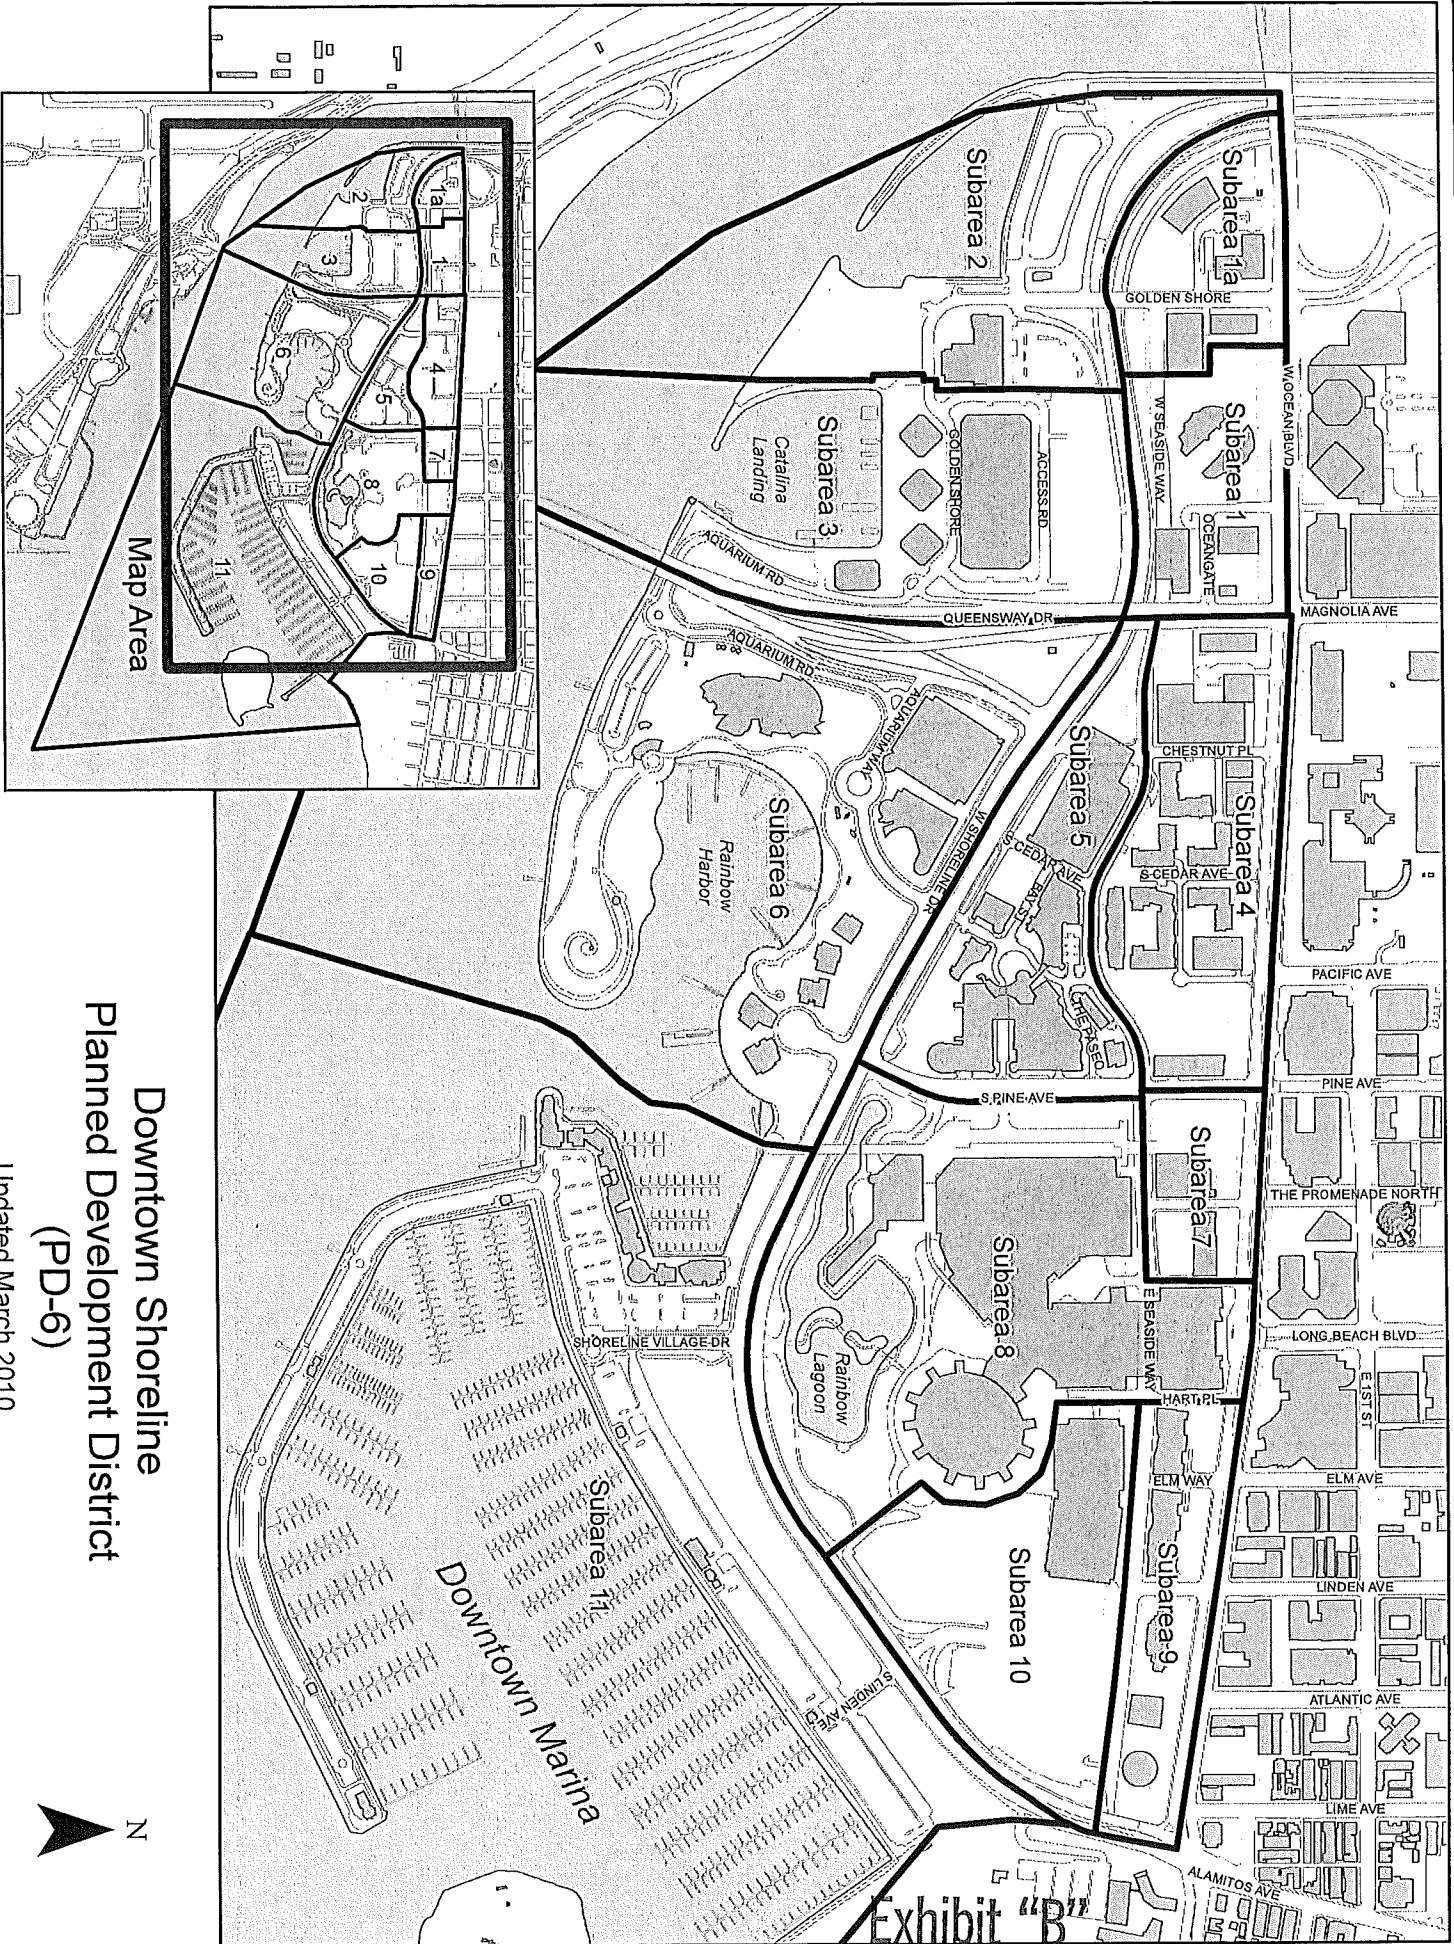 Subarea 1a
Subarea 2
GOLDEN SHORE
W OCEAN BLVD
W SEASIDE WAY
Subarea 1
OCEANGATE
MAGNOLIA AVE
Subarea 3
Catalina
Landing
GOLDEN SHORE
ACCESS RD
AQUARIUM RD
QUEENSWAY DR
AQUARIUM RD
AQUARIUM WAY
CHESTNUT PL
Subarea 4
Subarea 5
S CEDAR AVE
S CEDAR AVE
BAY ST
W SHORELINE DR
Subarea 6
Rainbow
Harbor
PACIFIC AVE
THE PASEO
PINE AVE
S PINE AVE
Subarea 7
THE PROMENADE NORTH
Subarea 8
E SEASIDE WAY
LONG BEACH BLVD
E 1ST ST
SHORELINE VILLAGE DR
Rainbow
Lagoon
HART PL
ELM WAY
ELM AVE
Subarea 9
LINDEN AVE
Subarea 10
Subarea 11
ATLANTIC AVE
S LINDEN AVE
Downtown Marina
LIME AVE
ALAMITOS AVE
1a
2
1
3
4
5
6
7
8
9
10
11
Map Area
Downtown Shoreline
Planned Development District
(PD-6)
Updated March 2010
N
Exhibit "B"